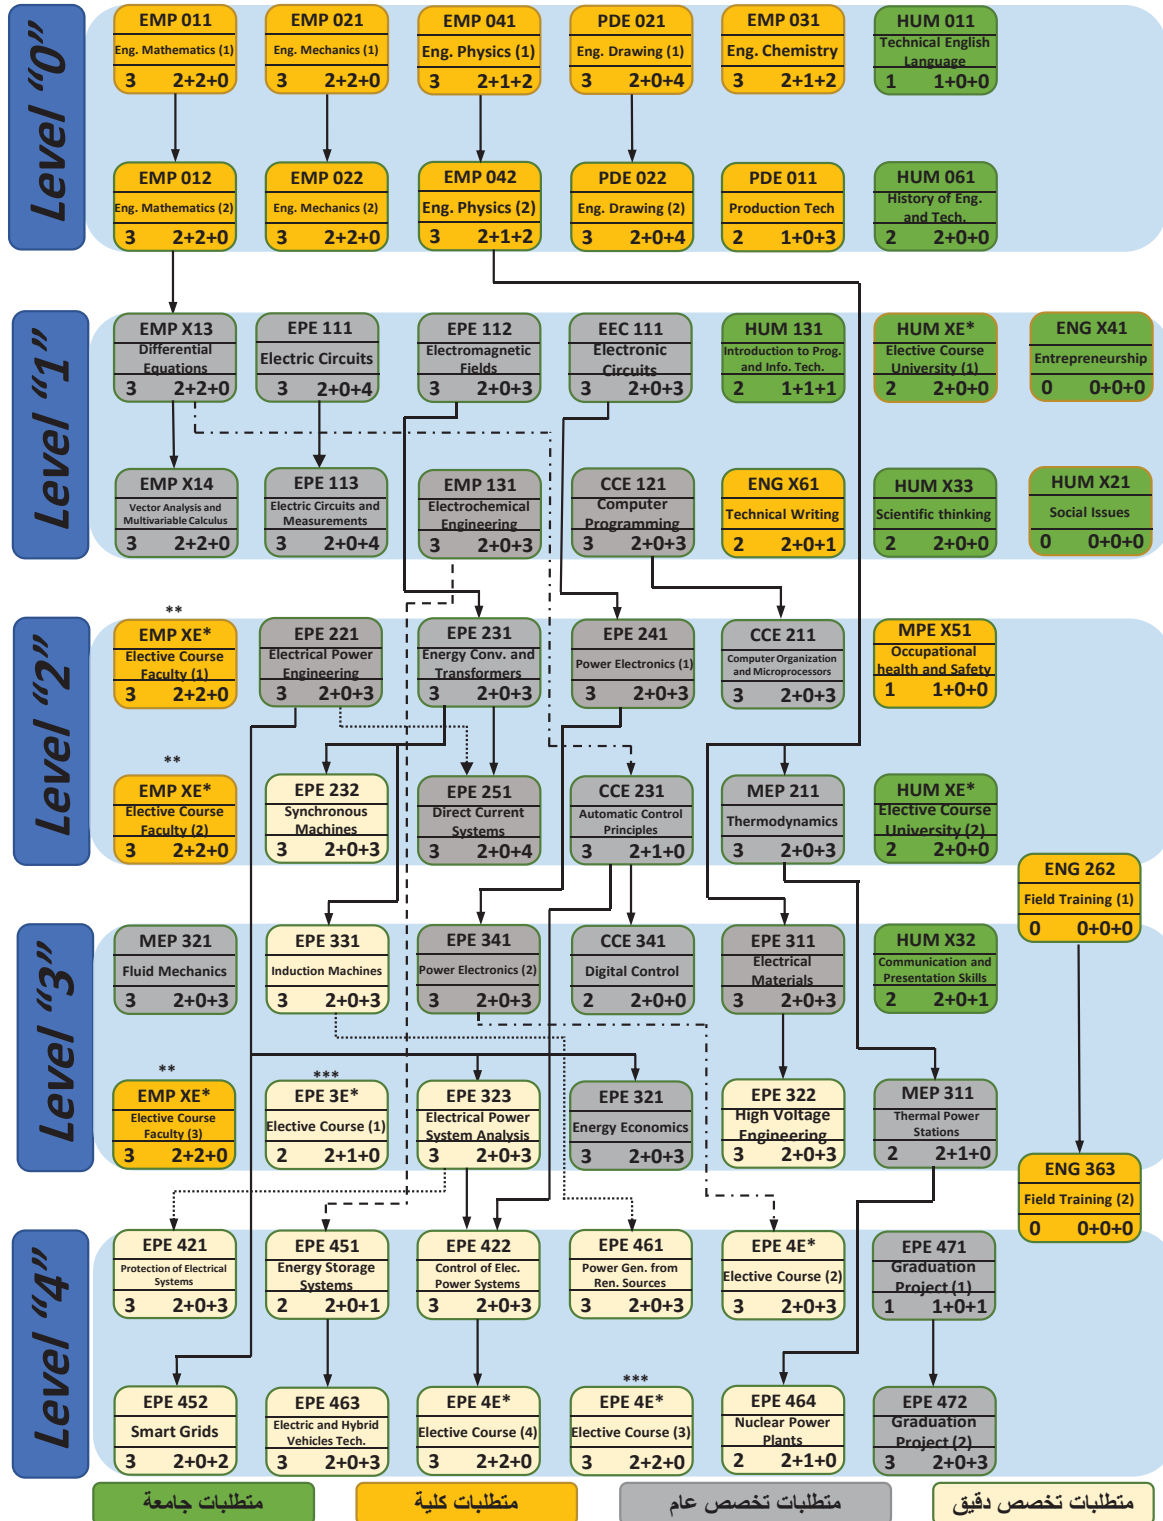 Level “0”
EMP 011
Eng. Mathematics (1)
3 2+2+0
EMP 021
Eng. Mechanics (1)
3 2+2+0
EMP 041
Eng. Physics (1)
3 2+1+2
PDE 021
Eng. Drawing (1)
3 2+0+4
EMP 031
Eng. Chemistry
3 2+1+2
HUM 011
Technical English
Language
1 1+0+0
EMP 012
Eng. Mathematics (2)
3 2+2+0
EMP 022
Eng. Mechanics (2)
3 2+2+0
EMP 042
Eng. Physics (2)
3 2+1+2
PDE 022
Eng. Drawing (2)
3 2+0+4
PDE 011
Production Tech
2 1+0+3
HUM 061
History of Eng.
and Tech.
2 2+0+0
Level “1”
EMP X13
Differential
Equations
3 2+2+0
EPE 111
Electric Circuits
3 2+0+4
EPE 112
Electromagnetic
Fields
3 2+0+3
EEC 111
Electronic
Circuits
3 2+0+3
HUM 131
Introduction to Prog.
and Info. Tech.
2 1+1+1
HUM XE*
Elective Course
University (1)
2 2+0+0
ENG X41
Entrepreneurship
0 0+0+0
EMP X14
Vector Analysis and
Multivariable Calculus
3 2+2+0
EPE 113
Electric Circuits and
Measurements
3 2+0+4
EMP 131
Electrochemical
Engineering
3 2+0+3
CCE 121
Computer
Programming
3 2+0+3
ENG X61
Technical Writing
2 2+0+1
HUM X33
Scientific thinking
2 2+0+0
HUM X21
Social Issues
0 0+0+0
Level “2”
**
EMP XE*
Elective Course
Faculty (1)
3 2+2+0
EPE 221
Electrical Power
Engineering
3 2+0+3
EPE 231
Energy Conv. and
Transformers
3 2+0+3
EPE 241
Power Electronics (1)
3 2+0+3
CCE 211
Computer Organization
and Microprocessors
3 2+0+3
MPE X51
Occupational
health and Safety
1 1+0+0
**
EMP XE*
Elective Course
Faculty (2)
3 2+2+0
EPE 232
Synchronous
Machines
3 2+0+3
EPE 251
Direct Current
Systems
3 2+0+4
CCE 231
Automatic Control
Principles
3 2+1+0
MEP 211
Thermodynamics
3 2+0+3
HUM XE*
Elective Course
University (2)
2 2+0+0
ENG 262
Field Training (1)
0 0+0+0
Level “3”
MEP 321
Fluid Mechanics
3 2+0+3
EPE 331
Induction Machines
3 2+0+3
EPE 341
Power Electronics (2)
3 2+0+3
CCE 341
Digital Control
2 2+0+0
EPE 311
Electrical
Materials
3 2+0+3
HUM X32
Communication and
Presentation Skills
2 2+0+1
**
EMP XE*
Elective Course
Faculty (3)
3 2+2+0
***
EPE 3E*
Elective Course (1)
2 2+1+0
EPE 323
Electrical Power
System Analysis
3 2+0+3
EPE 321
Energy Economics
3 2+0+3
EPE 322
High Voltage
Engineering
3 2+0+3
MEP 311
Thermal Power
Stations
2 2+1+0
ENG 363
Field Training (2)
0 0+0+0
Level “4”
EPE 421
Protection of Electrical
Systems
3 2+0+3
EPE 451
Energy Storage
Systems
2 2+0+1
EPE 422
Control of Elec.
Power Systems
3 2+0+3
EPE 461
Power Gen. from
Ren. Sources
3 2+0+3
EPE 4E*
Elective Course (2)
3 2+0+3
EPE 471
Graduation
Project (1)
1 1+0+1
EPE 452
Smart Grids
3 2+0+2
EPE 463
Electric and Hybrid
Vehicles Tech.
3 2+0+3
EPE 4E*
Elective Course (4)
3 2+2+0
***
EPE 4E*
Elective Course (3)
3 2+2+0
EPE 464
Nuclear Power
Plants
2 2+1+0
EPE 472
Graduation
Project (2)
3 2+0+3
متطلبات جامعة
متطلبات كلية
متطلبات تخصص عام
متطلبات تخصص دقيق